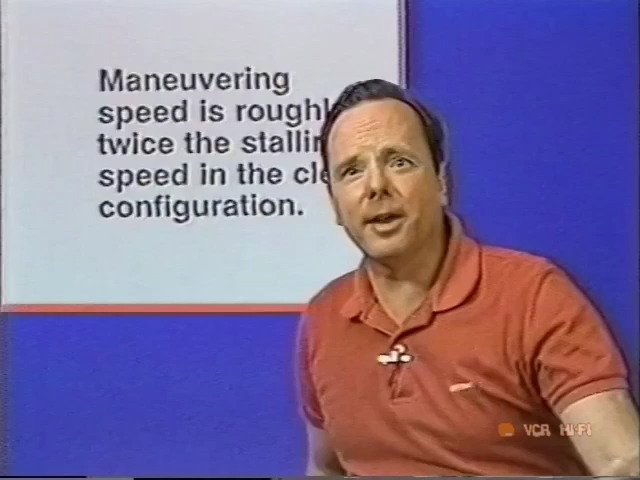 Maneuvering
speed is roughl
twice the stallin
speed in the cle
configuration.
VCR HI-FI